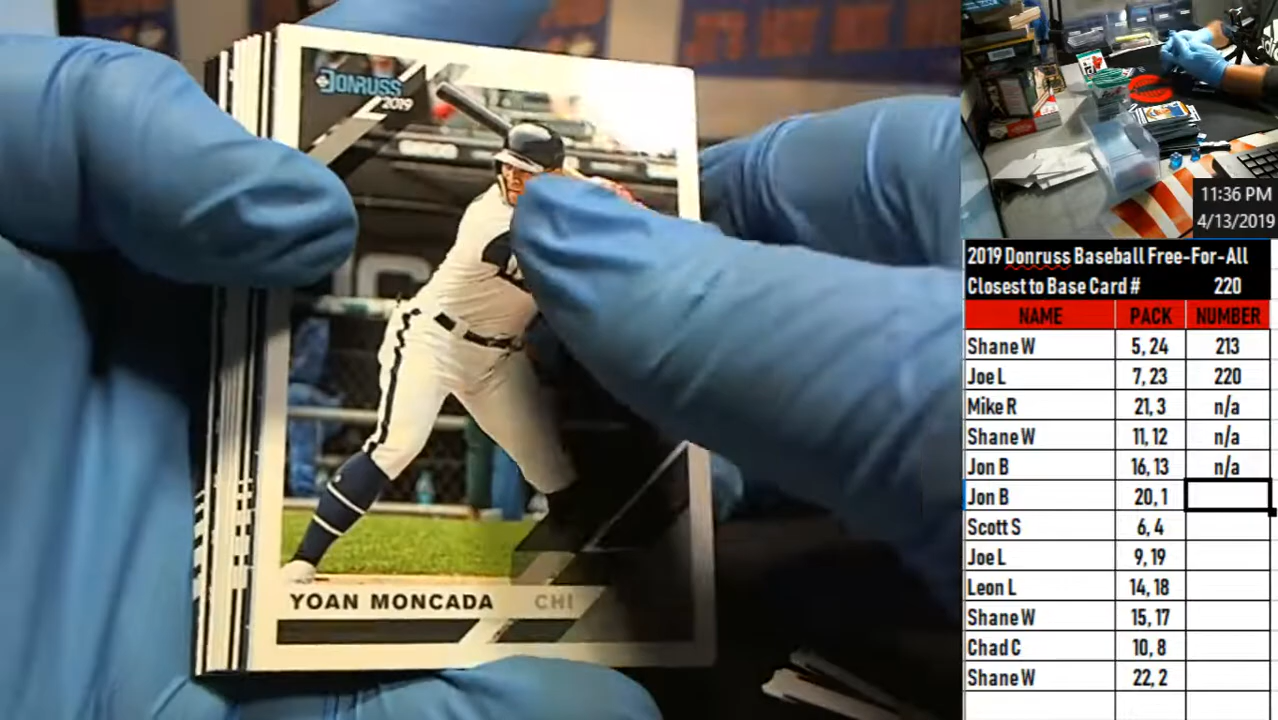 DONRUSS
2019
YOAN MONCADA CHI
11:36 PM
4/13/2019
2019 Donruss Baseball Free-For-All
Closest to Base Card # 220
NAME PACK NUMBER
Shane W 5, 24 213
Joe L 7, 23 220
Mike R 21, 3 n/a
Shane W 11, 12 n/a
Jon B 16, 13 n/a
Jon B 20, 1
Scott S 6, 4
Joe L 9, 19
Leon L 14, 18
Shane W 15, 17
Chad C 10, 8
Shane W 22, 2